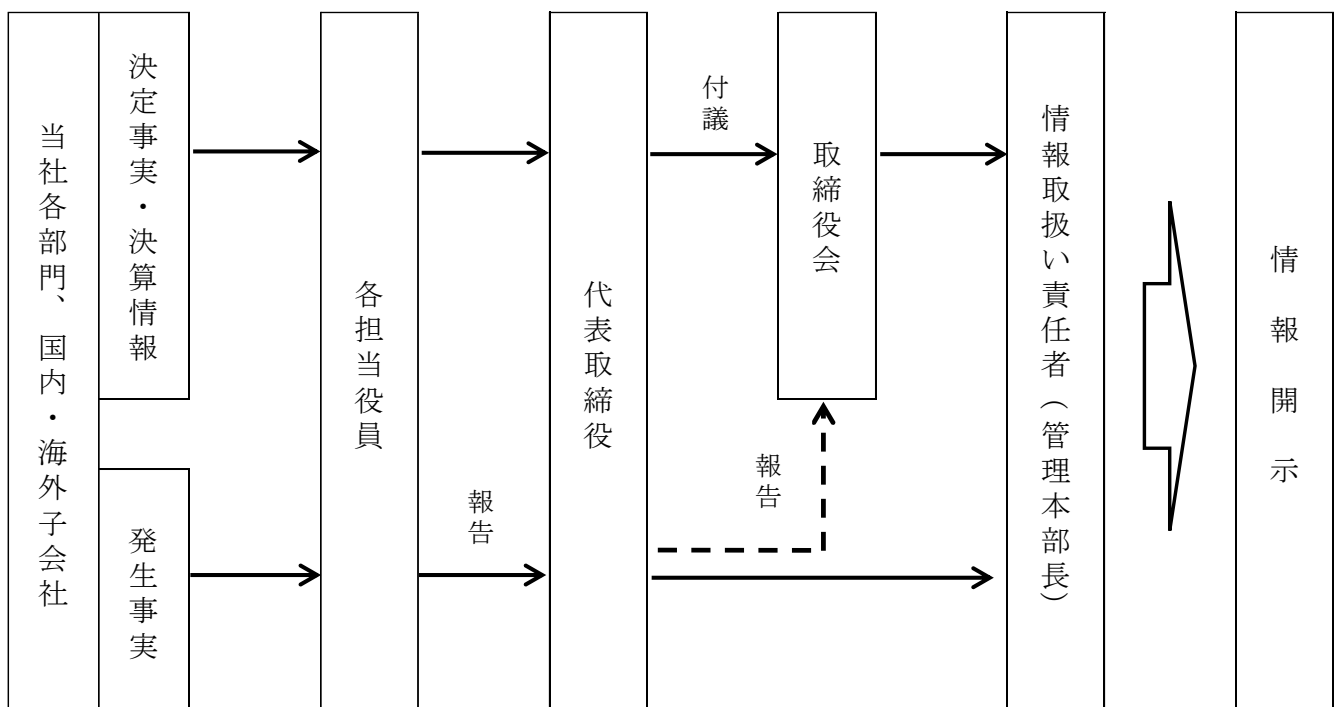 当社各部門、国内・海外子会社
決定事実・決算情報
発生事実
各担当役員
報告
代表取締役
付議
取締役会
報告
情報取扱い責任者（管理本部長）
情報開示